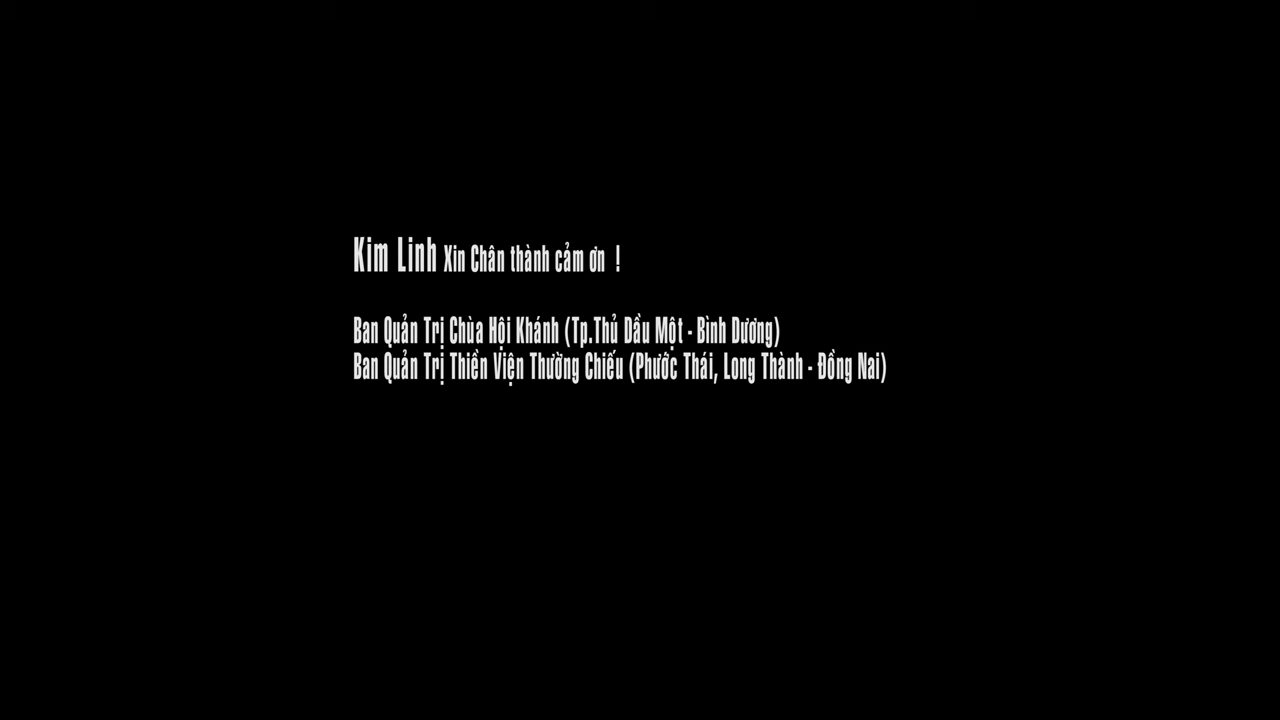 Kim Linh Xin Chân thành cảm ơn !
Ban Quản Trị Chùa Hội Khánh (Tp.Thủ Dầu Một - Bình Dương)
Ban Quản Trị Thiền Viện Thường Chiếu (Phước Thái, Long Thành - Đồng Nai)